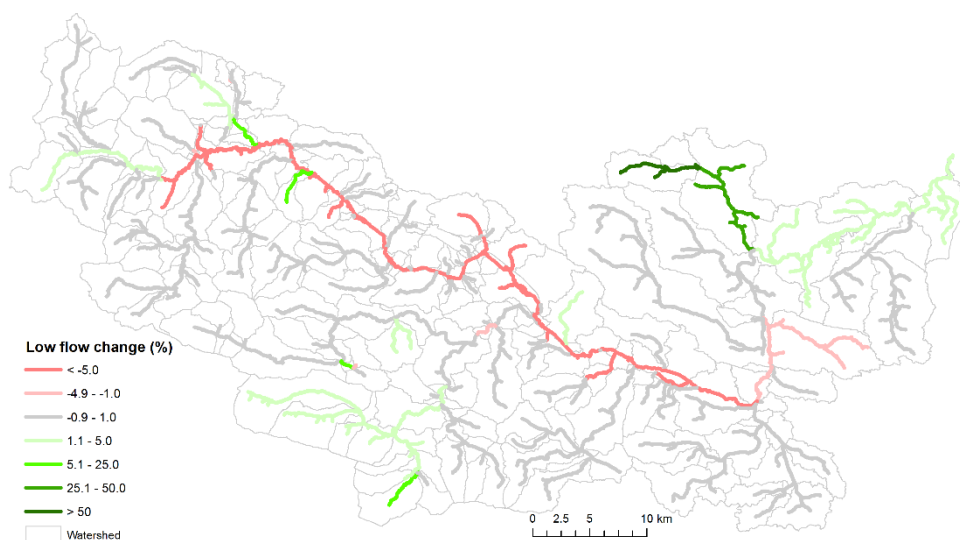 Low flow change (%)
< -5.0
-4.9 - -1.0
-0.9 - 1.0
1.1 - 5.0
5.1 - 25.0
25.1 - 50.0
> 50
Watershed
0 2.5 5 10 km